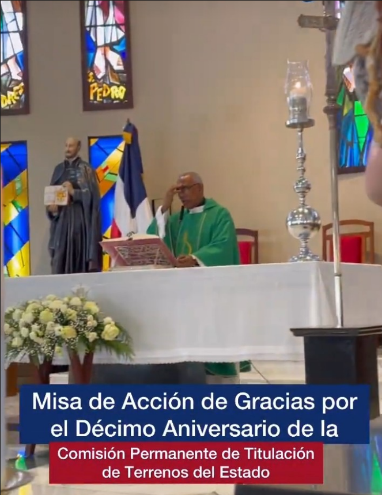 S.
PEDRO
Misa de Acción de Gracias por
el Décimo Aniversario de la
Comisión Permanente de Titulación
de Terrenos del Estado